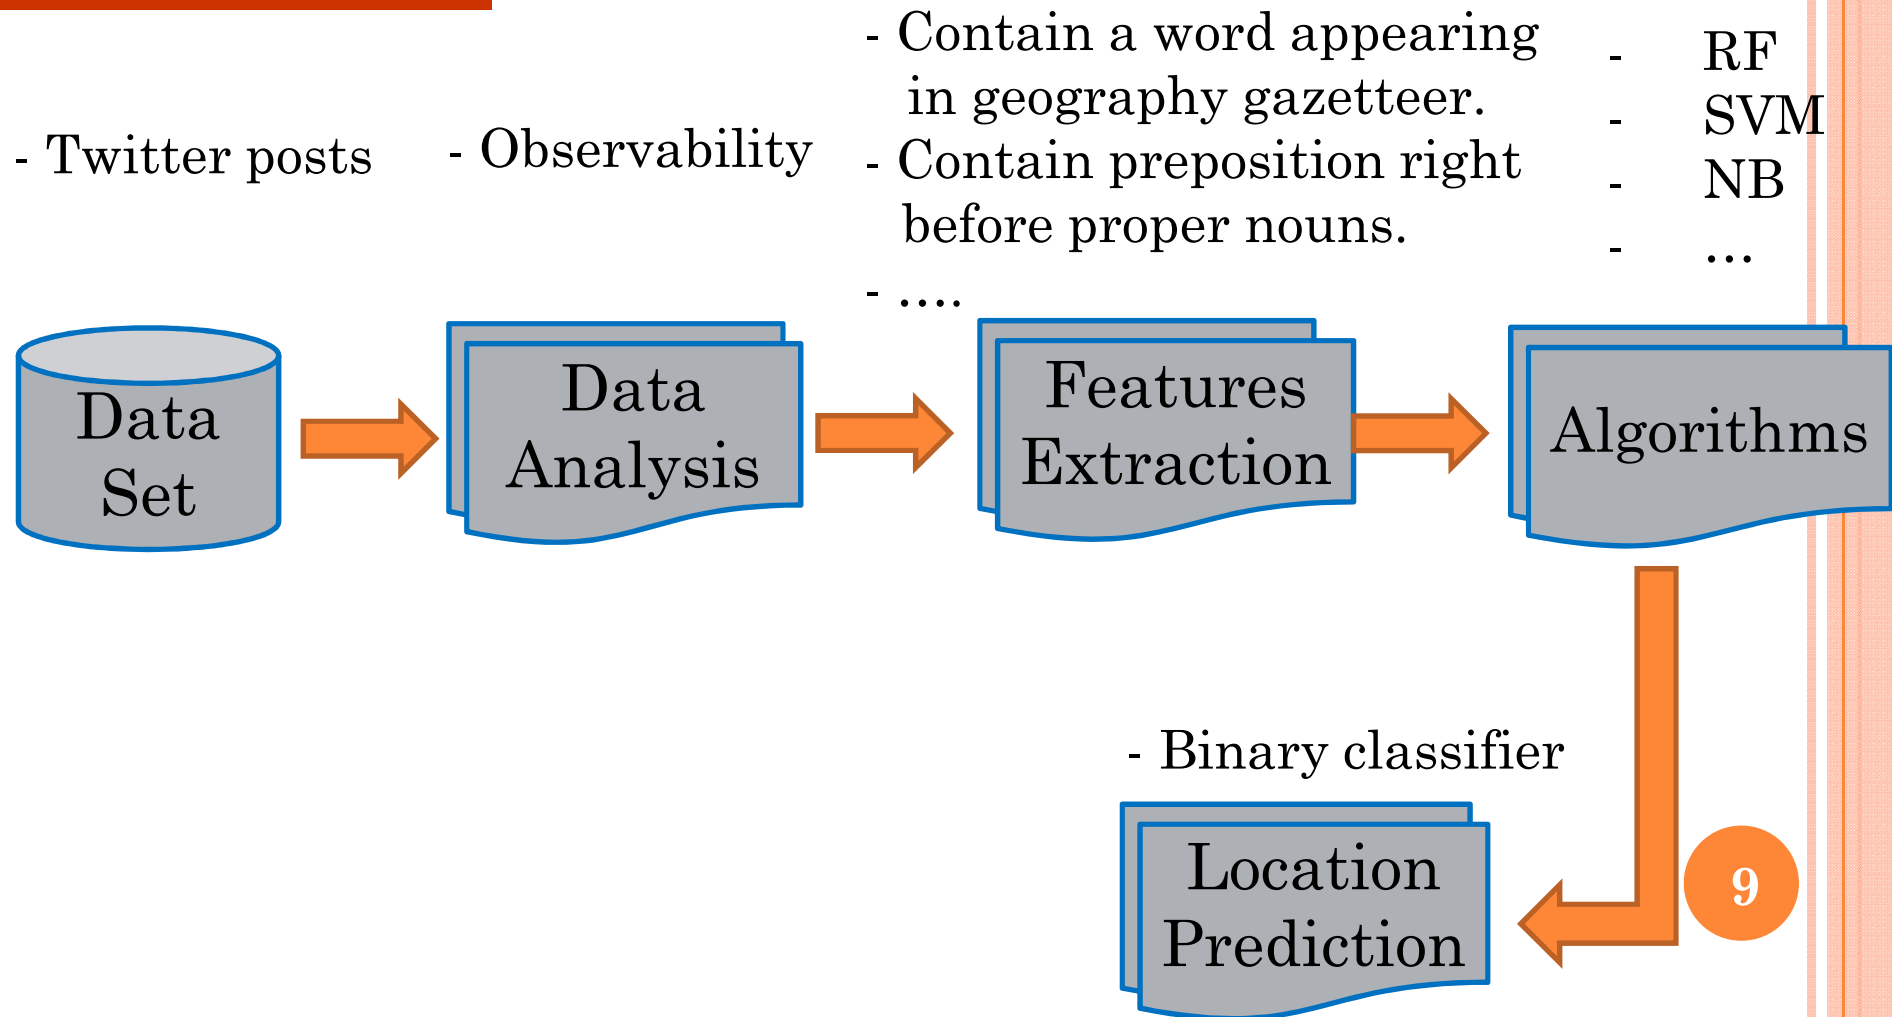 - Twitter posts
- Observability
- Contain a word appearing
in geography gazetteer.
- Contain preposition right
before proper nouns.
- ....
- RF
- SVM
- NB
- ...
Data
Set
Data
Analysis
Features
Extraction
Algorithms
- Binary classifier
Location
Prediction
9